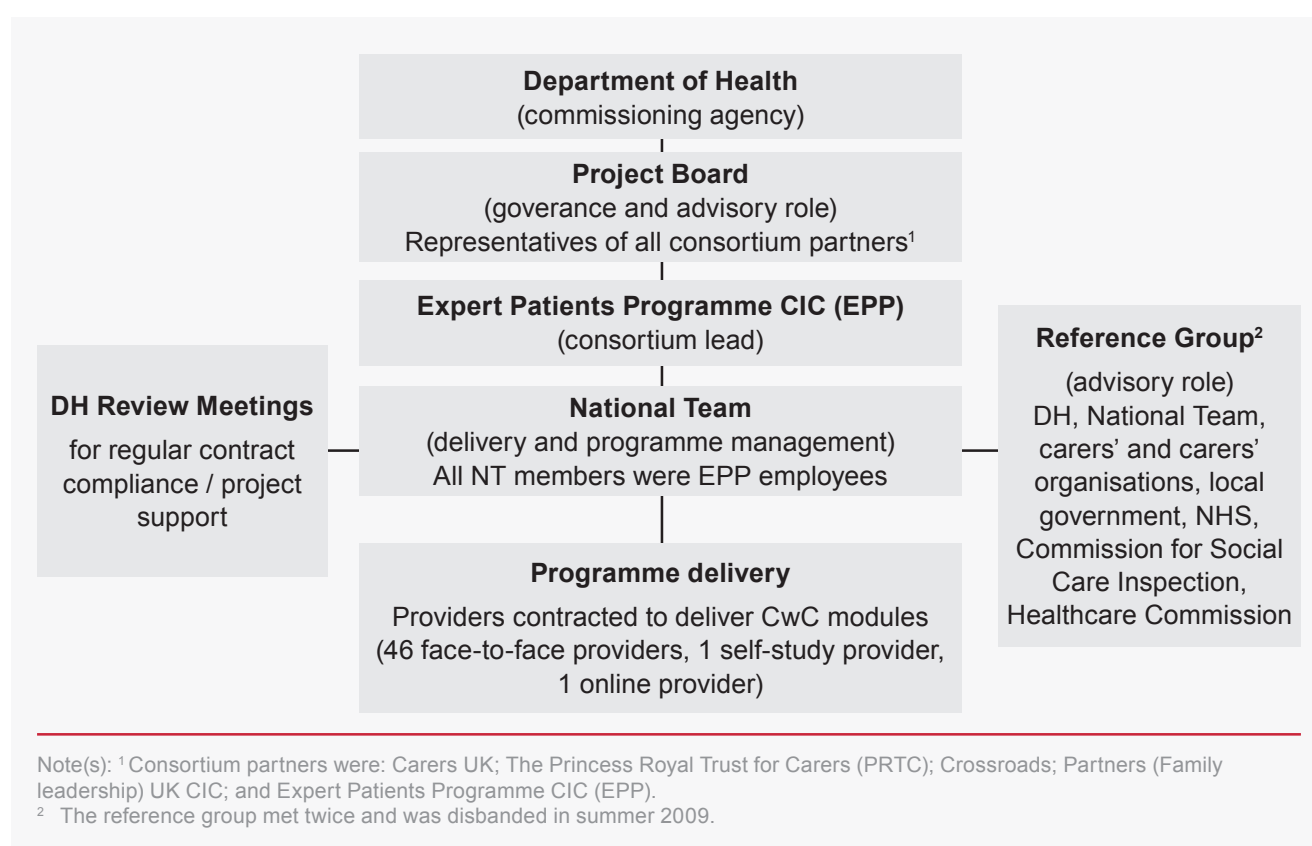 Department of Health
(commissioning agency)
Project Board
(goverance and advisory role)
Representatives of all consortium partners¹
Expert Patients Programme CIC (EPP)
(consortium lead)
DH Review Meetings
for regular contract
compliance / project
support
National Team
(delivery and programme management)
All NT members were EPP employees
Reference Group²
(advisory role)
DH, National Team,
carers' and carers'
organisations, local
government, NHS,
Commission for Social
Care Inspection,
Healthcare Commission
Programme delivery
Providers contracted to deliver CwC modules
(46 face-to-face providers, 1 self-study provider,
1 online provider)
Note(s): ¹ Consortium partners were: Carers UK; The Princess Royal Trust for Carers (PRTC); Crossroads; Partners (Family
leadership) UK CIC; and Expert Patients Programme CIC (EPP).
² The reference group met twice and was disbanded in summer 2009.